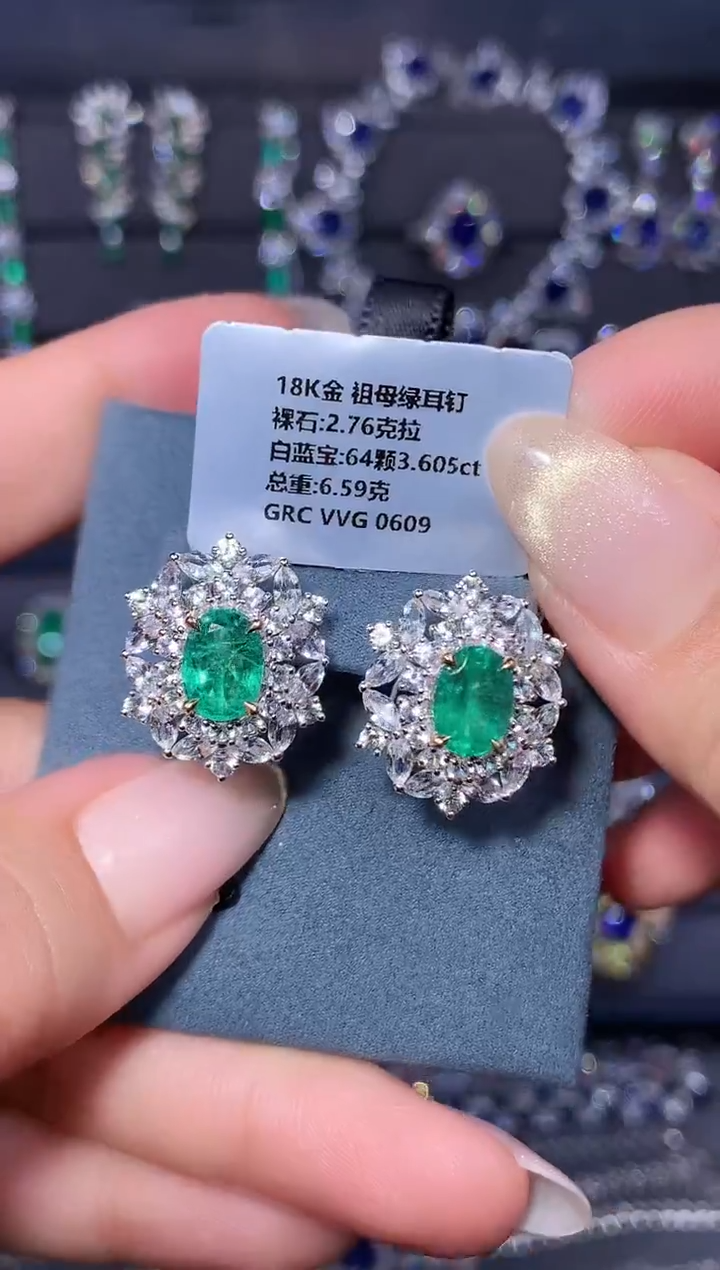 18K金 祖母绿耳钉
裸石:2.76克拉
白蓝宝:64颗3.605ct
总重:6.59克
GRC VVG 0609